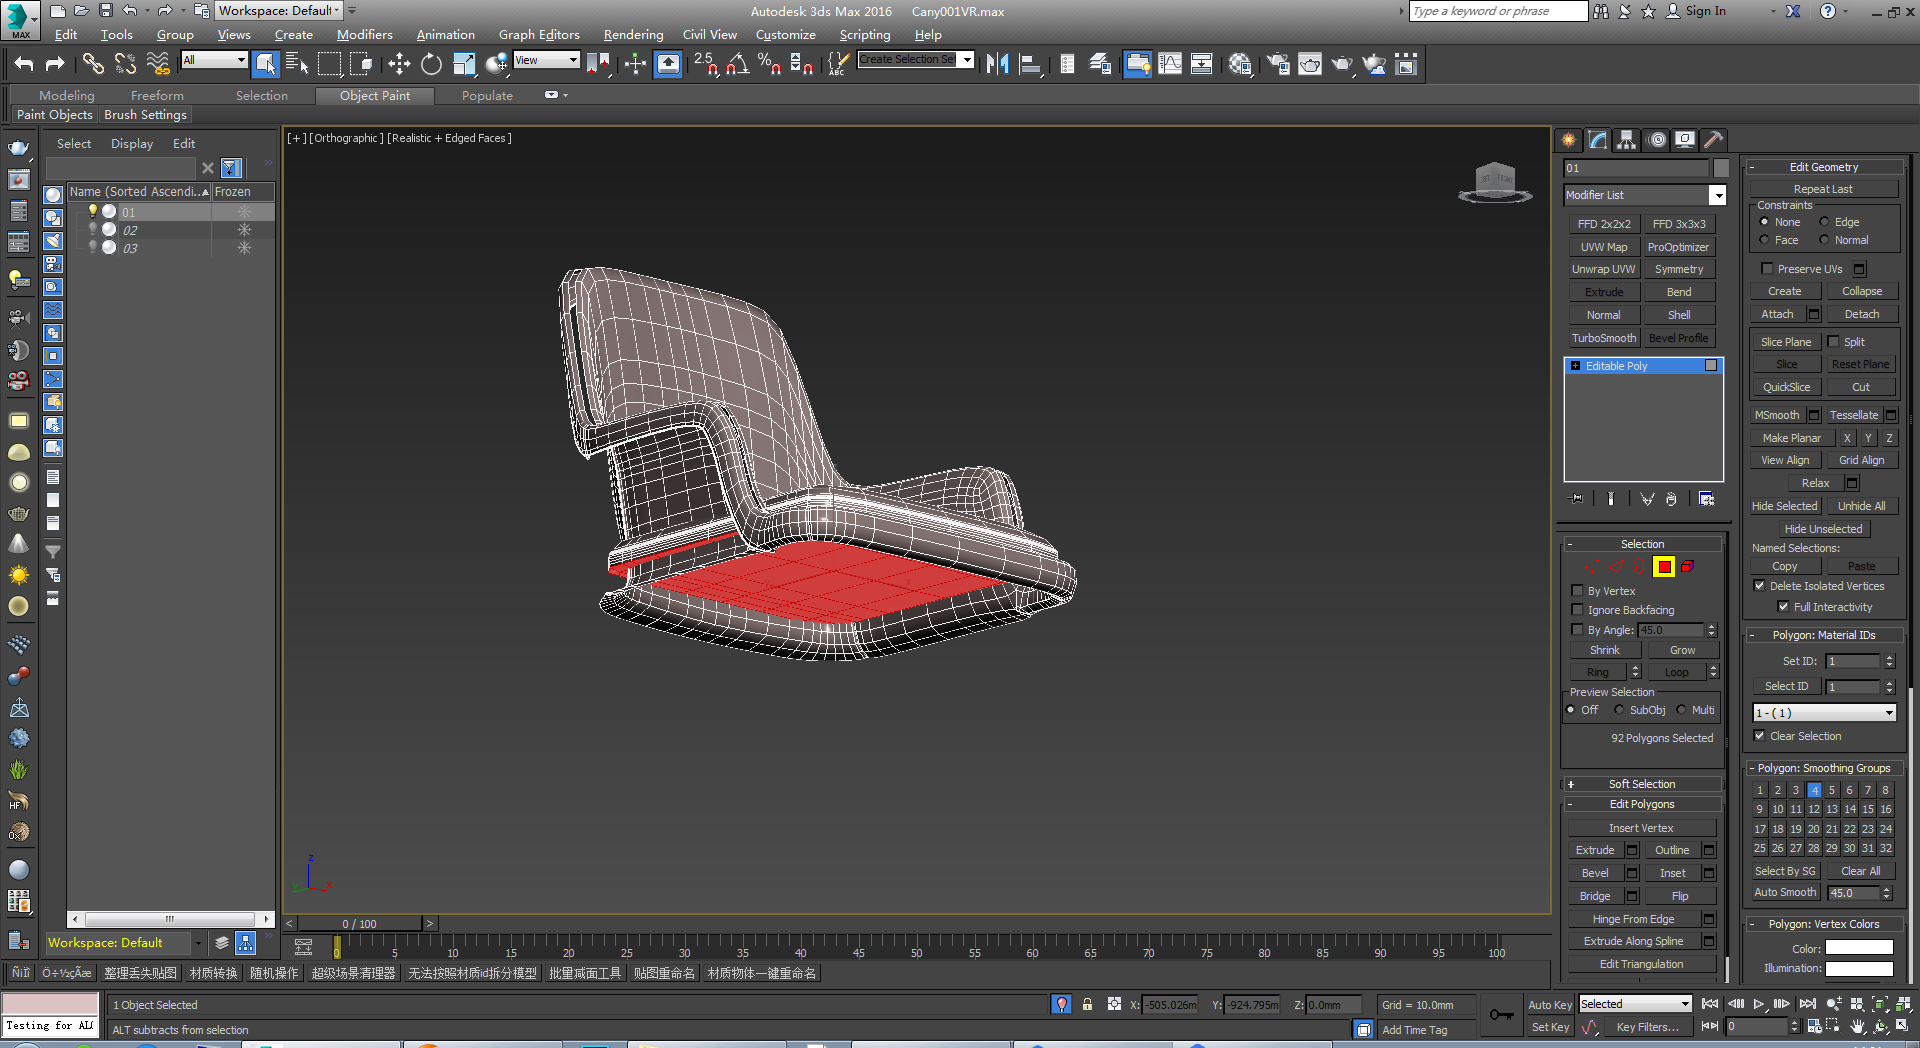 Workspace: Default
Autodesk 3ds Max 2016 Cany001VR.max
Type a keyword or phrase
Sign In
MAX
Edit Tools Group Views Create Modifiers Animation Graph Editors Rendering Civil View Customize Scripting Help
All
View
2.5
ABC
Create Selection Se
Modeling Freeform Selection Object Paint Populate
Paint Objects Brush Settings
Select Display Edit
Name (Sorted Ascendi... Frozen
01
02
03
[+] [Orthographic] [Realistic + Edged Faces]
01
Modifier List
FFD 2x2x2 FFD 3x3x3
UVW Map ProOptimizer
Unwrap UVW Symmetry
Extrude Bend
Normal Shell
TurboSmooth Bevel Profile
Editable Poly
Selection
By Vertex
Ignore Backfacing
By Angle: 45.0
Shrink Grow
Ring Loop
Preview Selection
Off SubObj Multi
92 Polygons Selected
Soft Selection
Edit Polygons
Insert Vertex
Extrude Outline
Bevel Inset
Bridge Flip
Hinge From Edge
Extrude Along Spline
Edit Triangulation
Edit Geometry
Repeat Last
Constraints
None Edge
Face Normal
Preserve UVs
Create Collapse
Attach Detach
Slice Plane Split
Slice Reset Plane
QuickSlice Cut
MSmooth Tessellate
Make Planar X Y Z
View Align Grid Align
Relax
Hide Selected Unhide All
Hide Unselected
Named Selections:
Copy Paste
Delete Isolated Vertices
Full Interactivity
Polygon: Material IDs
Set ID: 1
Select ID 1
1 - ( 1 )
Clear Selection
Polygon: Smoothing Groups
1 2 3 4 5 6 7 8
9 10 11 12 13 14 15 16
17 18 19 20 21 22 23 24
25 26 27 28 29 30 31 32
Select By SG Clear All
Auto Smooth 45.0
Polygon: Vertex Colors
Color:
Illumination:
z
x
0 / 100
Workspace: Default
0 5 10 15 20 25 30 35 40 45 50 55 60 65 70 75 80 85 90 95 100
Ö÷½çÃæ 整理丢失贴图 材质转换 随机操作 超级场景清理器 无法按照材质id拆分模型 批量减面工具 贴图重命名 材质物体一键重命名
1 Object Selected
X: -505.026m Y: -924.795m Z: 0.0mm Grid = 10.0mm
Auto Key Selected
Testing for AL
ALT subtracts from selection
Add Time Tag
Set Key Key Filters... 0